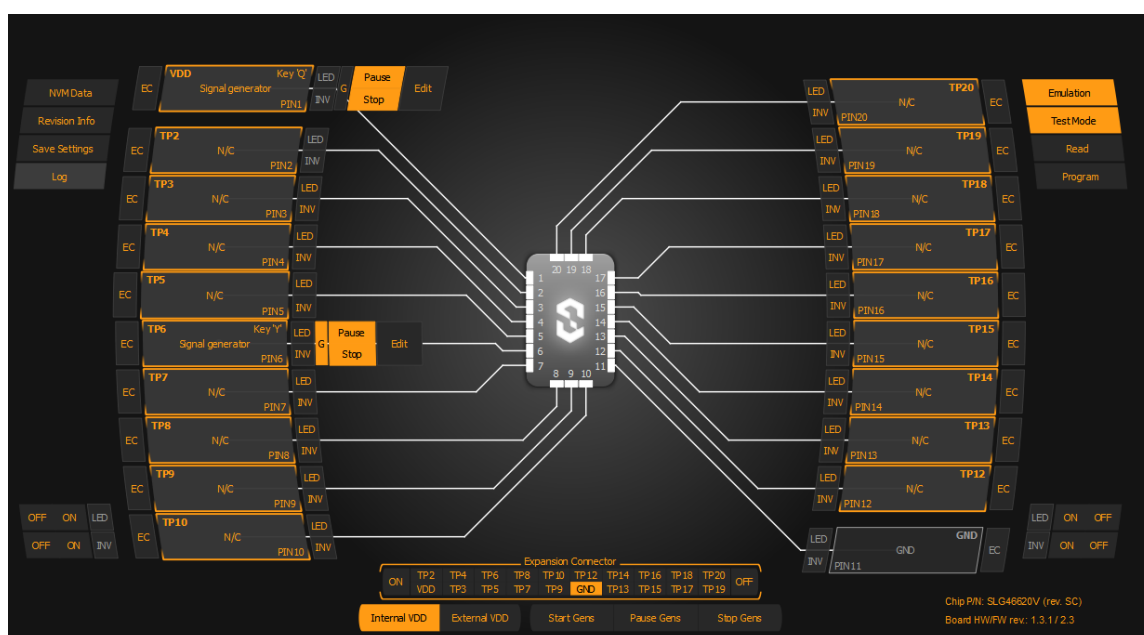 NVM Data
Revision Info
Save Settings
Log
EC VDD Key 'Q' Signal generator PIN1 LED INV G Pause Stop Edit
EC TP2 N/C PIN2 LED INV
EC TP3 N/C PIN3 LED INV
EC TP4 N/C PIN4 LED INV
EC TP5 N/C PIN5 LED INV
EC TP6 Key 'Y' Signal generator PIN6 LED INV G Pause Stop Edit
EC TP7 N/C PIN7 LED INV
EC TP8 N/C PIN8 LED INV
EC TP9 N/C PIN9 LED INV
EC TP10 N/C PIN10 LED INV
OFF ON LED
OFF ON INV
20 19 18
1 17
2 16
3 15
4 14
5 13
6 12
7 11
8 9 10
LED INV TP20 N/C PIN20 EC
LED INV TP19 N/C PIN19 EC
LED INV TP18 N/C PIN18 EC
LED INV TP17 N/C PIN17 EC
LED INV TP16 N/C PIN16 EC
LED INV TP15 N/C PIN15 EC
LED INV TP14 N/C PIN14 EC
LED INV TP13 N/C PIN13 EC
LED INV TP12 N/C PIN12 EC
LED INV GND GND PIN11 EC
Emulation
Test Mode
Read
Program
LED ON OFF
INV ON OFF
Expansion Connector
ON TP2 TP4 TP6 TP8 TP10 TP12 TP14 TP16 TP18 TP20 OFF
VDD TP3 TP5 TP7 TP9 GND TP13 TP15 TP17 TP19
Internal VDD External VDD Start Gens Pause Gens Stop Gens
Chip P/N: SLG46620V (rev. SC)
Board HW/FW rev.: 1.3.1 / 2.3